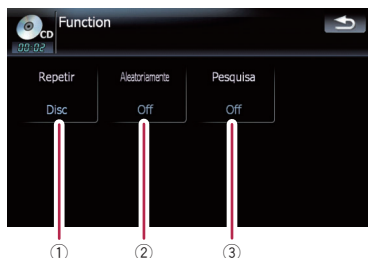 Function
CD
00:02
Repetir Aleatoriamente Pesquisa
Disc Off Off
① ② ③